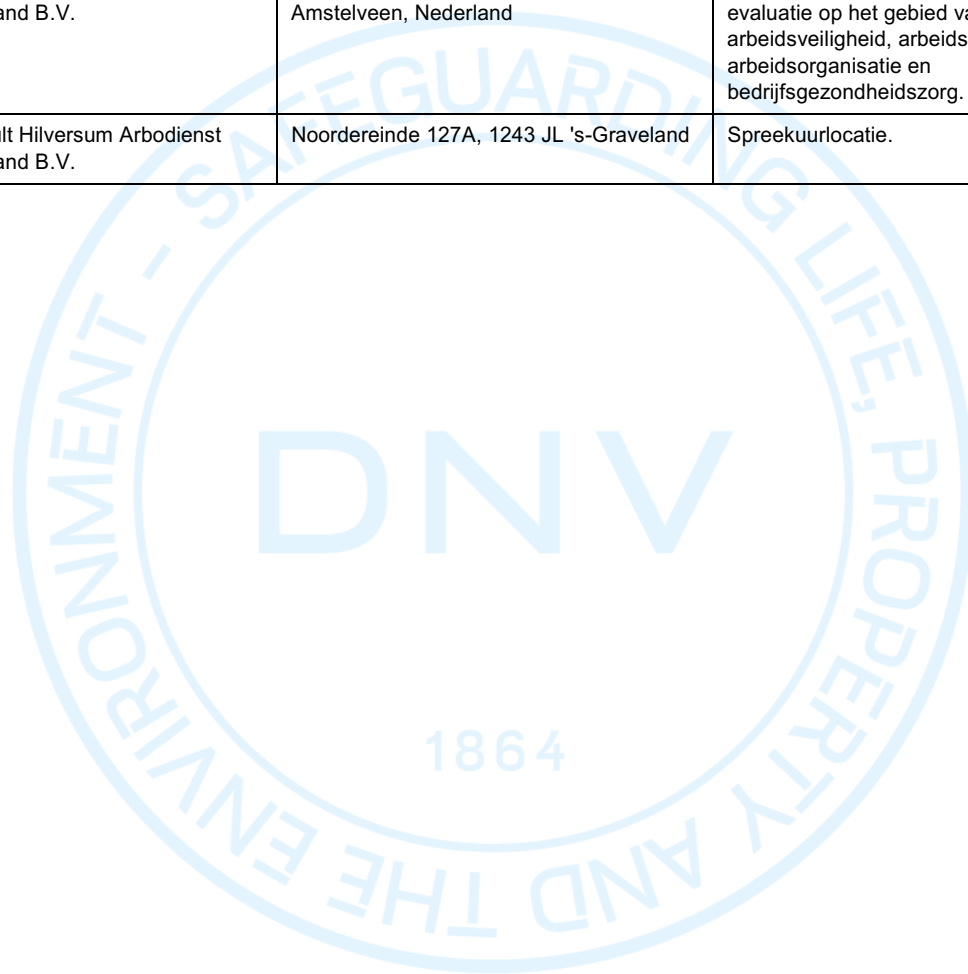 and B.V.
Amstelveen, Nederland
evaluatie op het gebied va
arbeidsveiligheid, arbeids
arbeidsorganisatie en
bedrijfsgezondheidszorg.
lt Hilversum Arbodienst
and B.V.
Noordereinde 127A, 1243 JL 's-Graveland
Spreekuurlocatie.
SAFEGUARDING LIFE, PROPERTY AND THE ENVIRONMENT -
DNV
1864